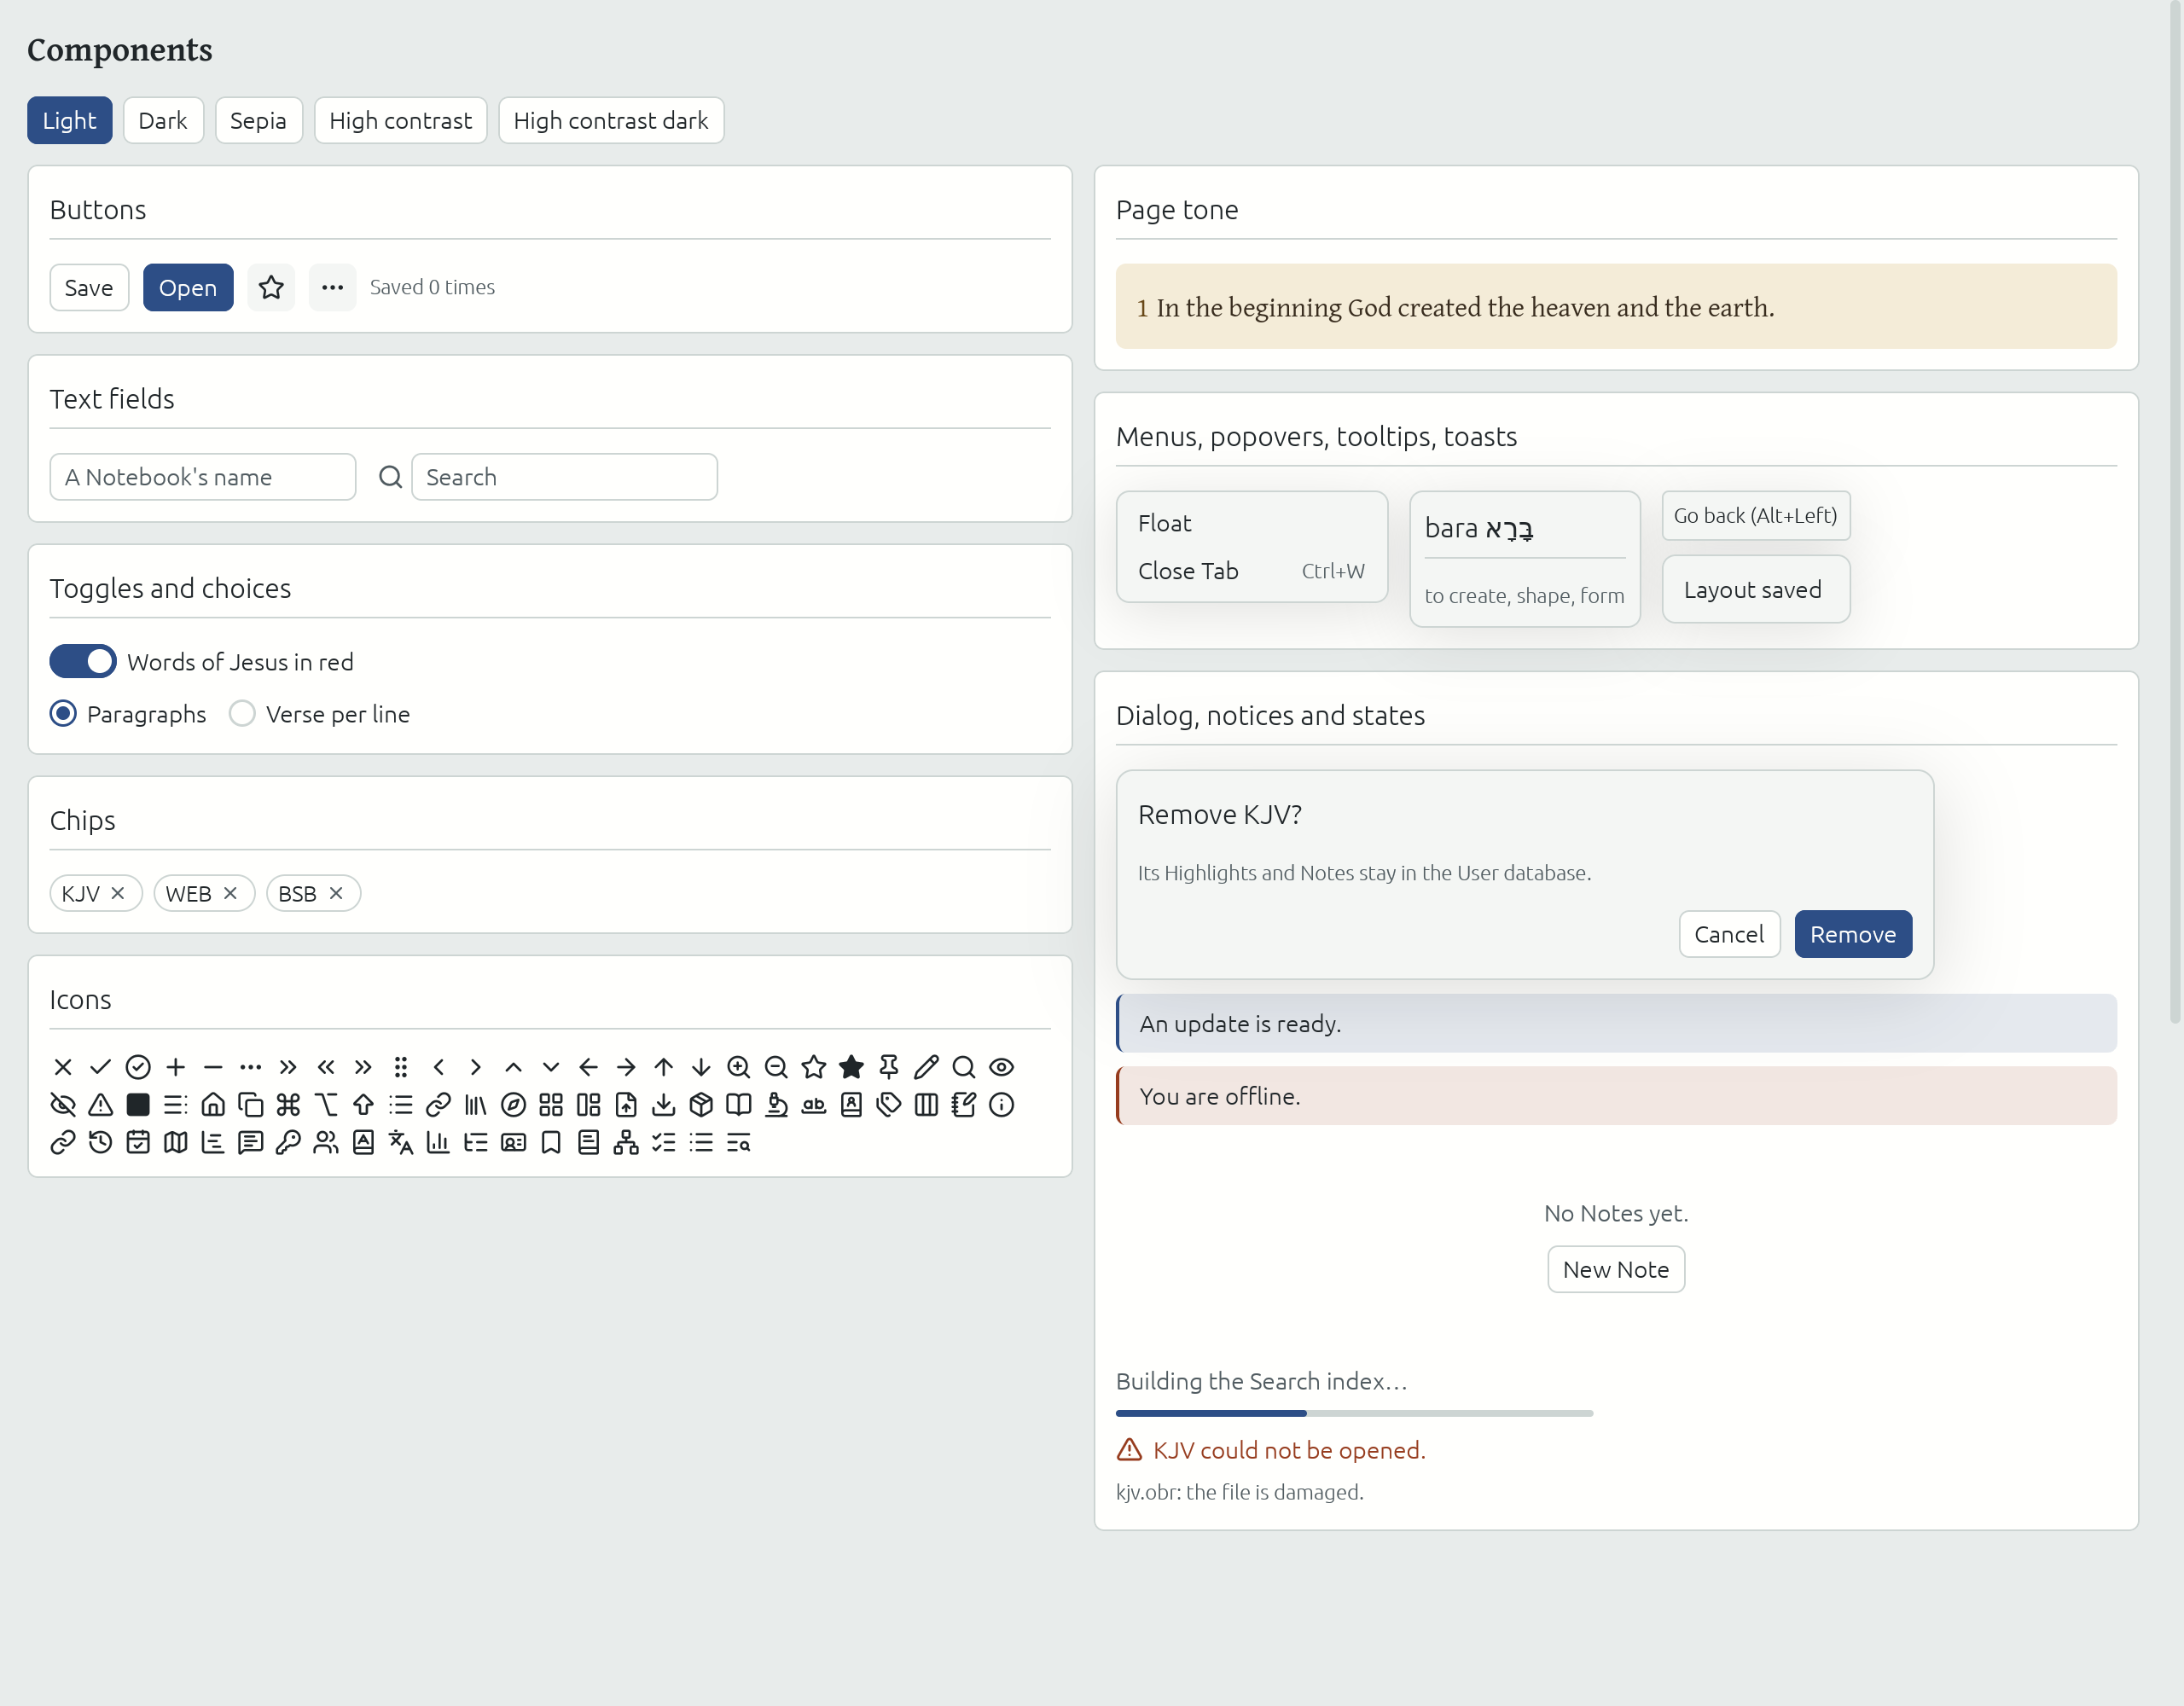 Components
Light Dark Sepia High contrast High contrast dark
Buttons
Save Open Saved 0 times
Text fields
A Notebook's name Search
Toggles and choices
Words of Jesus in red
Paragraphs Verse per line
Chips
KJV WEB BSB
Icons
Page tone
1 In the beginning God created the heaven and the earth.
Menus, popovers, tooltips, toasts
Float
Close Tab Ctrl+W
bara בָּרָא
to create, shape, form
Go back (Alt+Left)
Layout saved
Dialog, notices and states
Remove KJV?
Its Highlights and Notes stay in the User database.
Cancel Remove
An update is ready.
You are offline.
No Notes yet.
New Note
Building the Search index…
KJV could not be opened.
kjv.obr: the file is damaged.